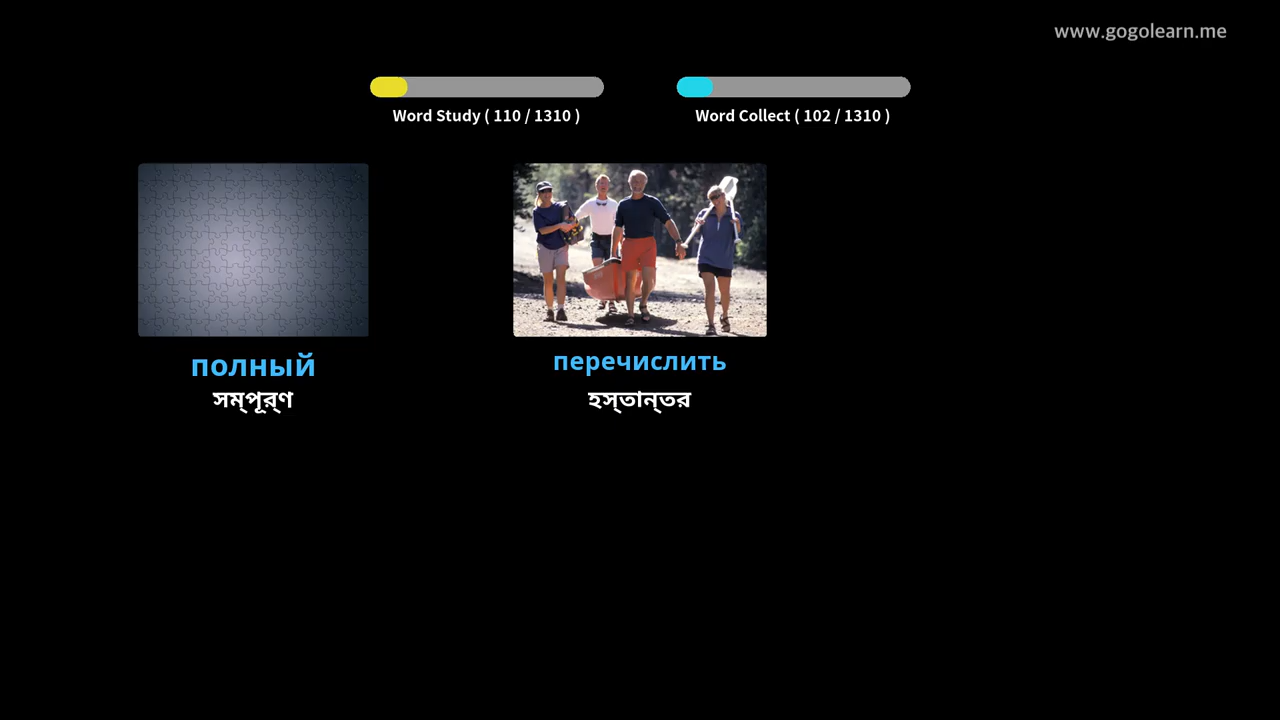 www.gogolearn.me
Word Study ( 110 / 1310 )
Word Collect ( 102 / 1310 )
полный
সম্পূর্ণ
перечислить
হস্তান্তর